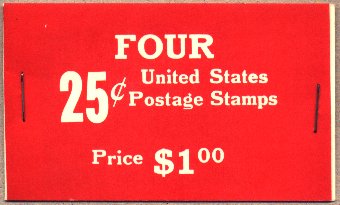 FOUR
25¢ United States
Postage Stamps
Price $1.00